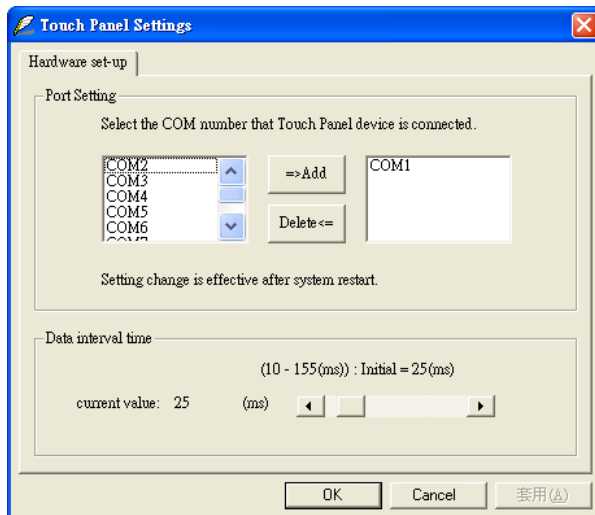 Touch Panel Settings
Hardware set-up
Port Setting
Select the COM number that Touch Panel device is connected.
COM2
COM3
COM4
COM5
COM6
COM7
=>Add
Delete<=
COM1
Setting change is effective after system restart.
Data interval time
(10 - 155(ms)) : Initial = 25(ms)
current value: 25 (ms)
OK Cancel 套用(A)